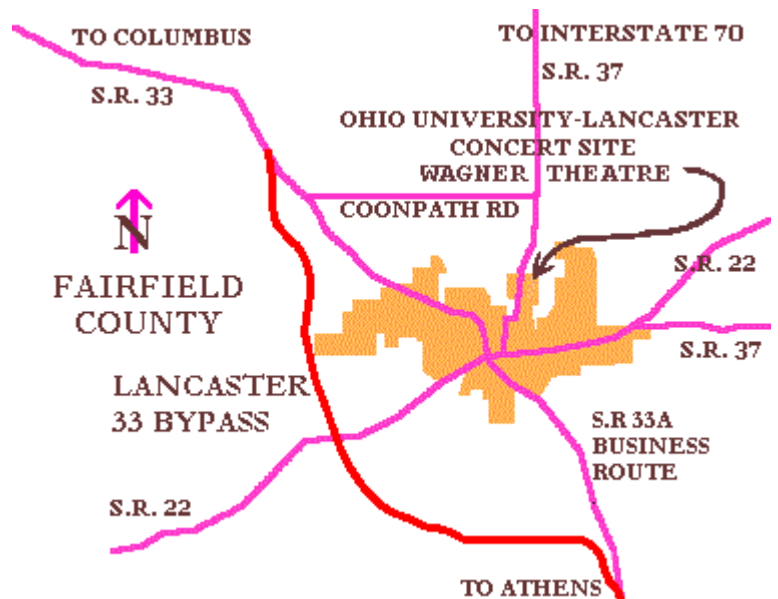 TO COLUMBUS
S.R. 33
TO INTERSTATE 70
S.R. 37
OHIO UNIVERSITY-LANCASTER
CONCERT SITE
WAGNER THEATRE
COONPATH RD
N
FAIRFIELD
COUNTY
S.R. 22
S.R. 37
LANCASTER
33 BYPASS
S.R 33A
BUSINESS
ROUTE
S.R. 22
TO ATHENS